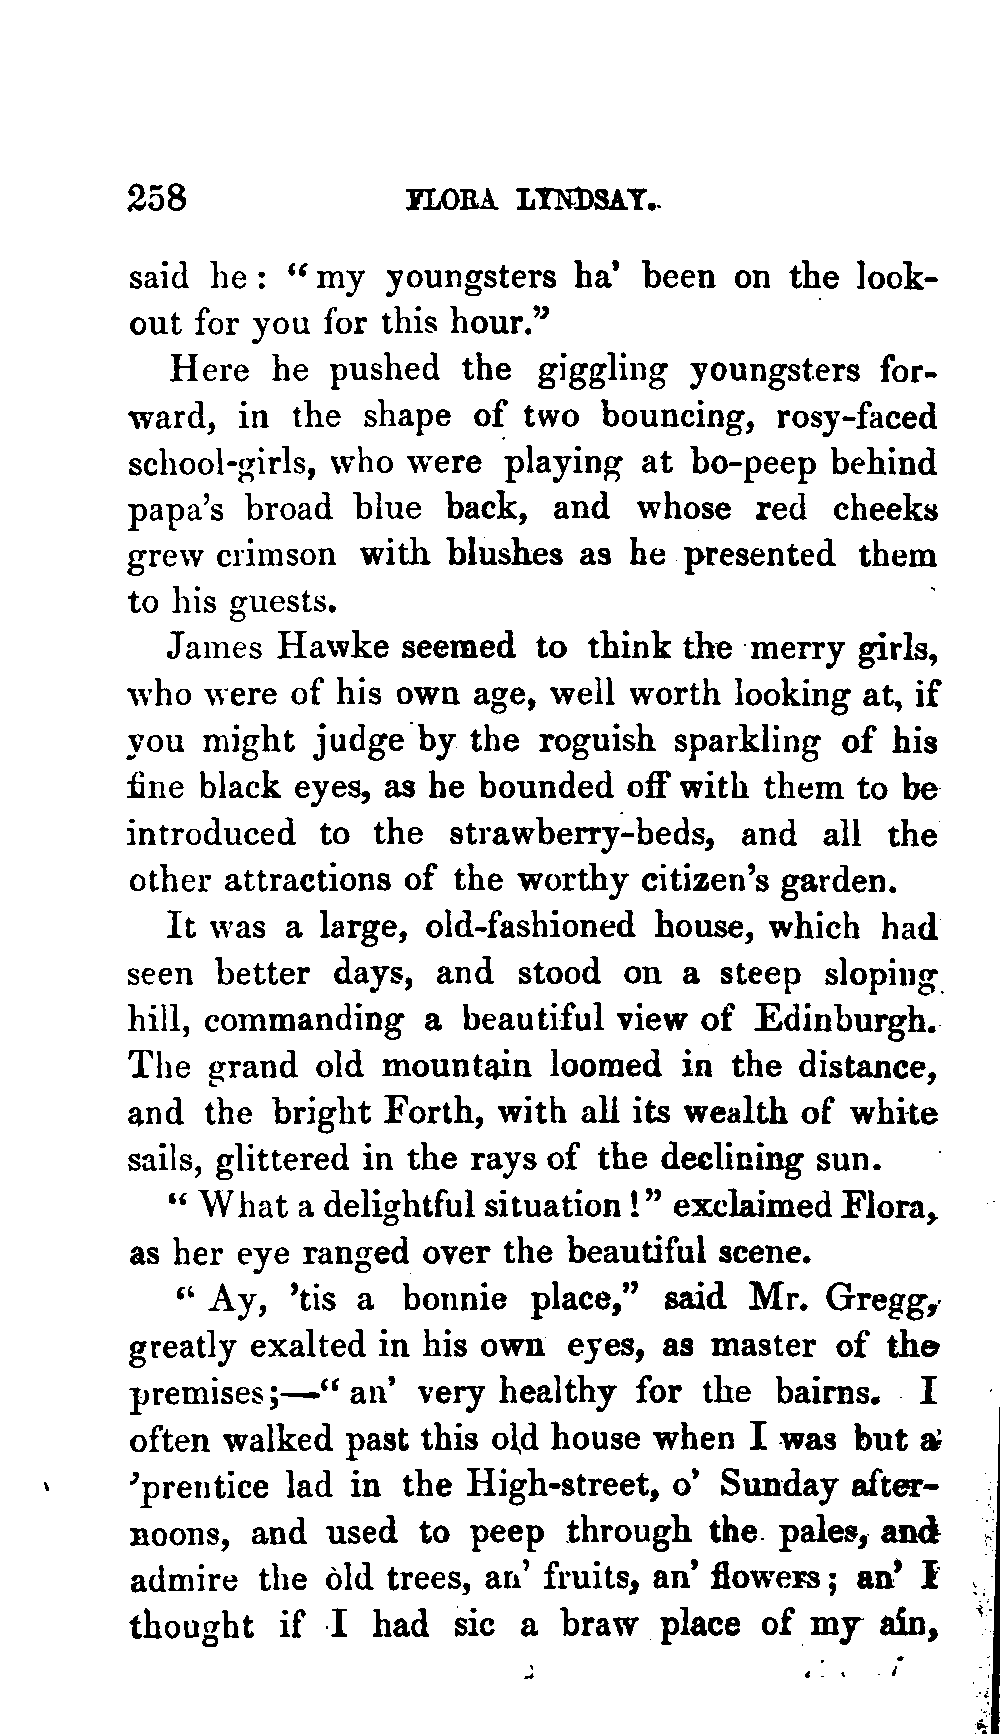 258 FLORA LYNDSAY.
said he: “my youngsters ha’ been on the look-
out for you for this hour.”
Here he pushed the giggling youngsters for-
ward, in the shape of two bouncing, rosy-faced
school-girls, who were playing at bo-peep behind
papa’s broad blue back, and whose red cheeks
grew crimson with blushes as he presented them
to his guests.
James Hawke seemed to think the merry girls,
who were of his own age, well worth looking at, if
you might judge by the roguish sparkling of his
fine black eyes, as he bounded off with them to be
introduced to the strawberry-beds, and all the
other attractions of the worthy citizen’s garden.
It was a large, old-fashioned house, which had
seen better days, and stood on a steep sloping
hill, commanding a beautiful view of Edinburgh.
The grand old mountain loomed in the distance,
and the bright Forth, with all its wealth of white
sails, glittered in the rays of the declining sun.
“What a delightful situation!” exclaimed Flora,
as her eye ranged over the beautiful scene.
“Ay, ’tis a bonnie place,” said Mr. Gregg,
greatly exalted in his own eyes, as master of the
premises;—“an’ very healthy for the bairns. I
often walked past this old house when I was but a
’prentice lad in the High-street, o’ Sunday after-
noons, and used to peep through the pales, and
admire the old trees, an’ fruits, an’ flowers; an’ I
thought if I had sic a braw place of my ain,